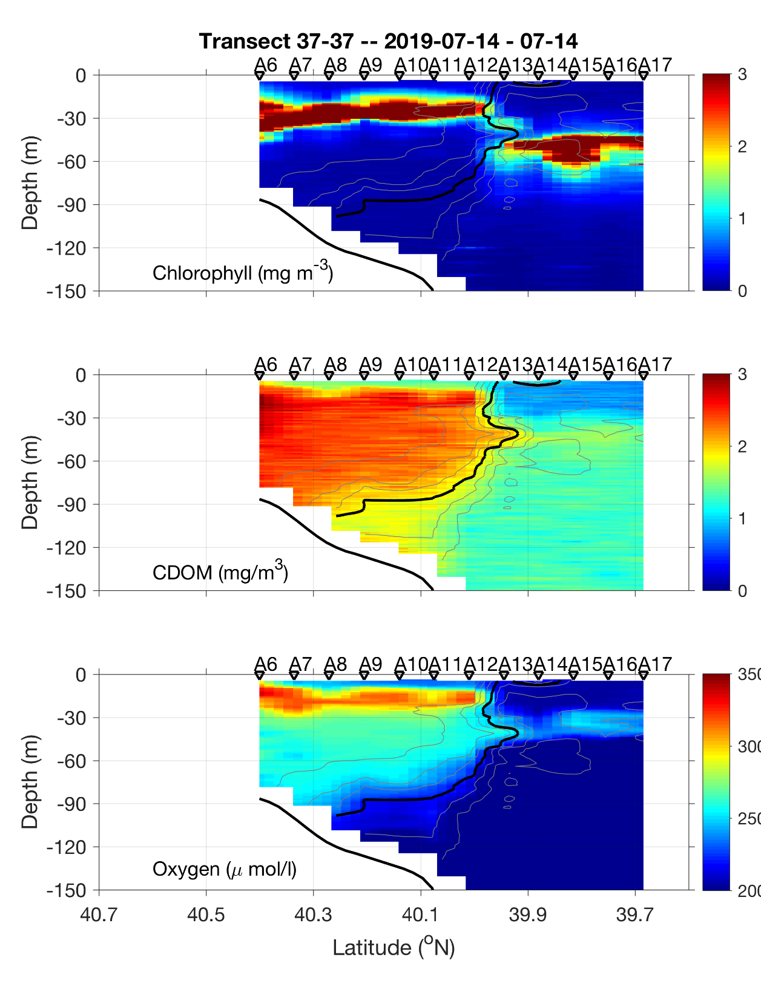 Transect 37-37 -- 2019-07-14 - 07-14
A6 A7 A8 A9 A10 A11 A12 A13 A14 A15 A16 A17
0
-30
-60
-90
-120
-150
Depth (m)
Chlorophyll (mg m-3)
3
2
1
0
A6 A7 A8 A9 A10 A11 A12 A13 A14 A15 A16 A17
0
-30
-60
-90
-120
-150
Depth (m)
CDOM (mg/m3)
3
2
1
0
A6 A7 A8 A9 A10 A11 A12 A13 A14 A15 A16 A17
0
-30
-60
-90
-120
-150
Depth (m)
Oxygen (μ mol/l)
350
300
250
200
40.7 40.5 40.3 40.1 39.9 39.7
Latitude (oN)